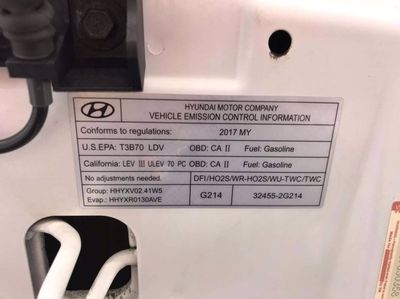 HYUNDAI MOTOR COMPANY
VEHICLE EMISSION CONTROL INFORMATION
Conforms to regulations: 2017 MY
U.S.EPA: T3B70 LDV OBD: CA II Fuel: Gasoline
California: LEV III ULEV 70 PC OBD: CA II Fuel: Gasoline
No adjustments needed. DFI/HO2S/WR-HO2S/WU-TWC/TWC
Group: HHYXV02.41W5
Evap.: HHYXR0130AVE
G214 32455-2G214